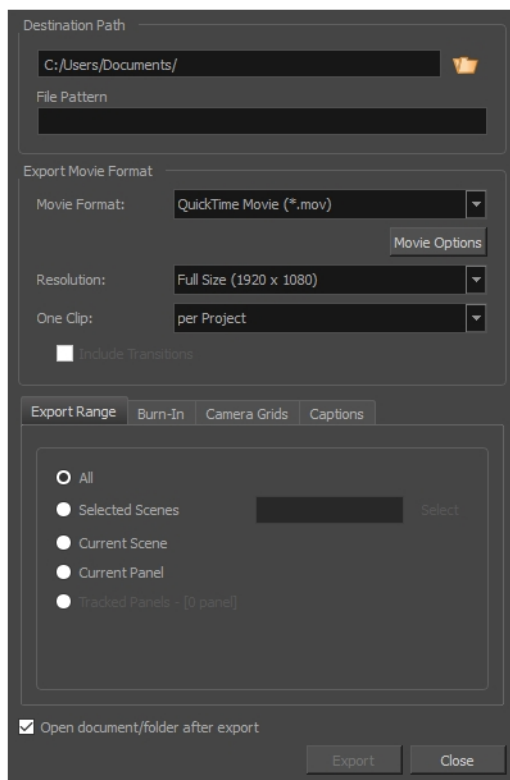 Destination Path
C:/Users/Documents/
File Pattern
Export Movie Format
Movie Format: QuickTime Movie (*.mov)
Movie Options
Resolution: Full Size (1920 x 1080)
One Clip: per Project
Include Transitions
Export Range Burn-In Camera Grids Captions
All
Selected Scenes Select
Current Scene
Current Panel
Tracked Panels - [0 panel]
Open document/folder after export
Export Close